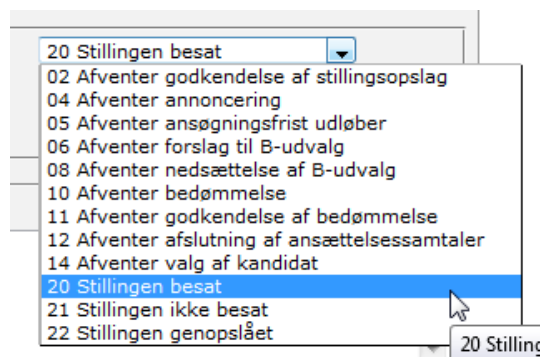 20 Stillingen besat
02 Afventer godkendelse af stillingsopslag
04 Afventer annoncering
05 Afventer ansøgningsfrist udløber
06 Afventer forslag til B-udvalg
08 Afventer nedsættelse af B-udvalg
10 Afventer bedømmelse
11 Afventer godkendelse af bedømmelse
12 Afventer afslutning af ansættelsessamtaler
14 Afventer valg af kandidat
20 Stillingen besat
21 Stillingen ikke besat
22 Stillingen genopslået
20 Stilling